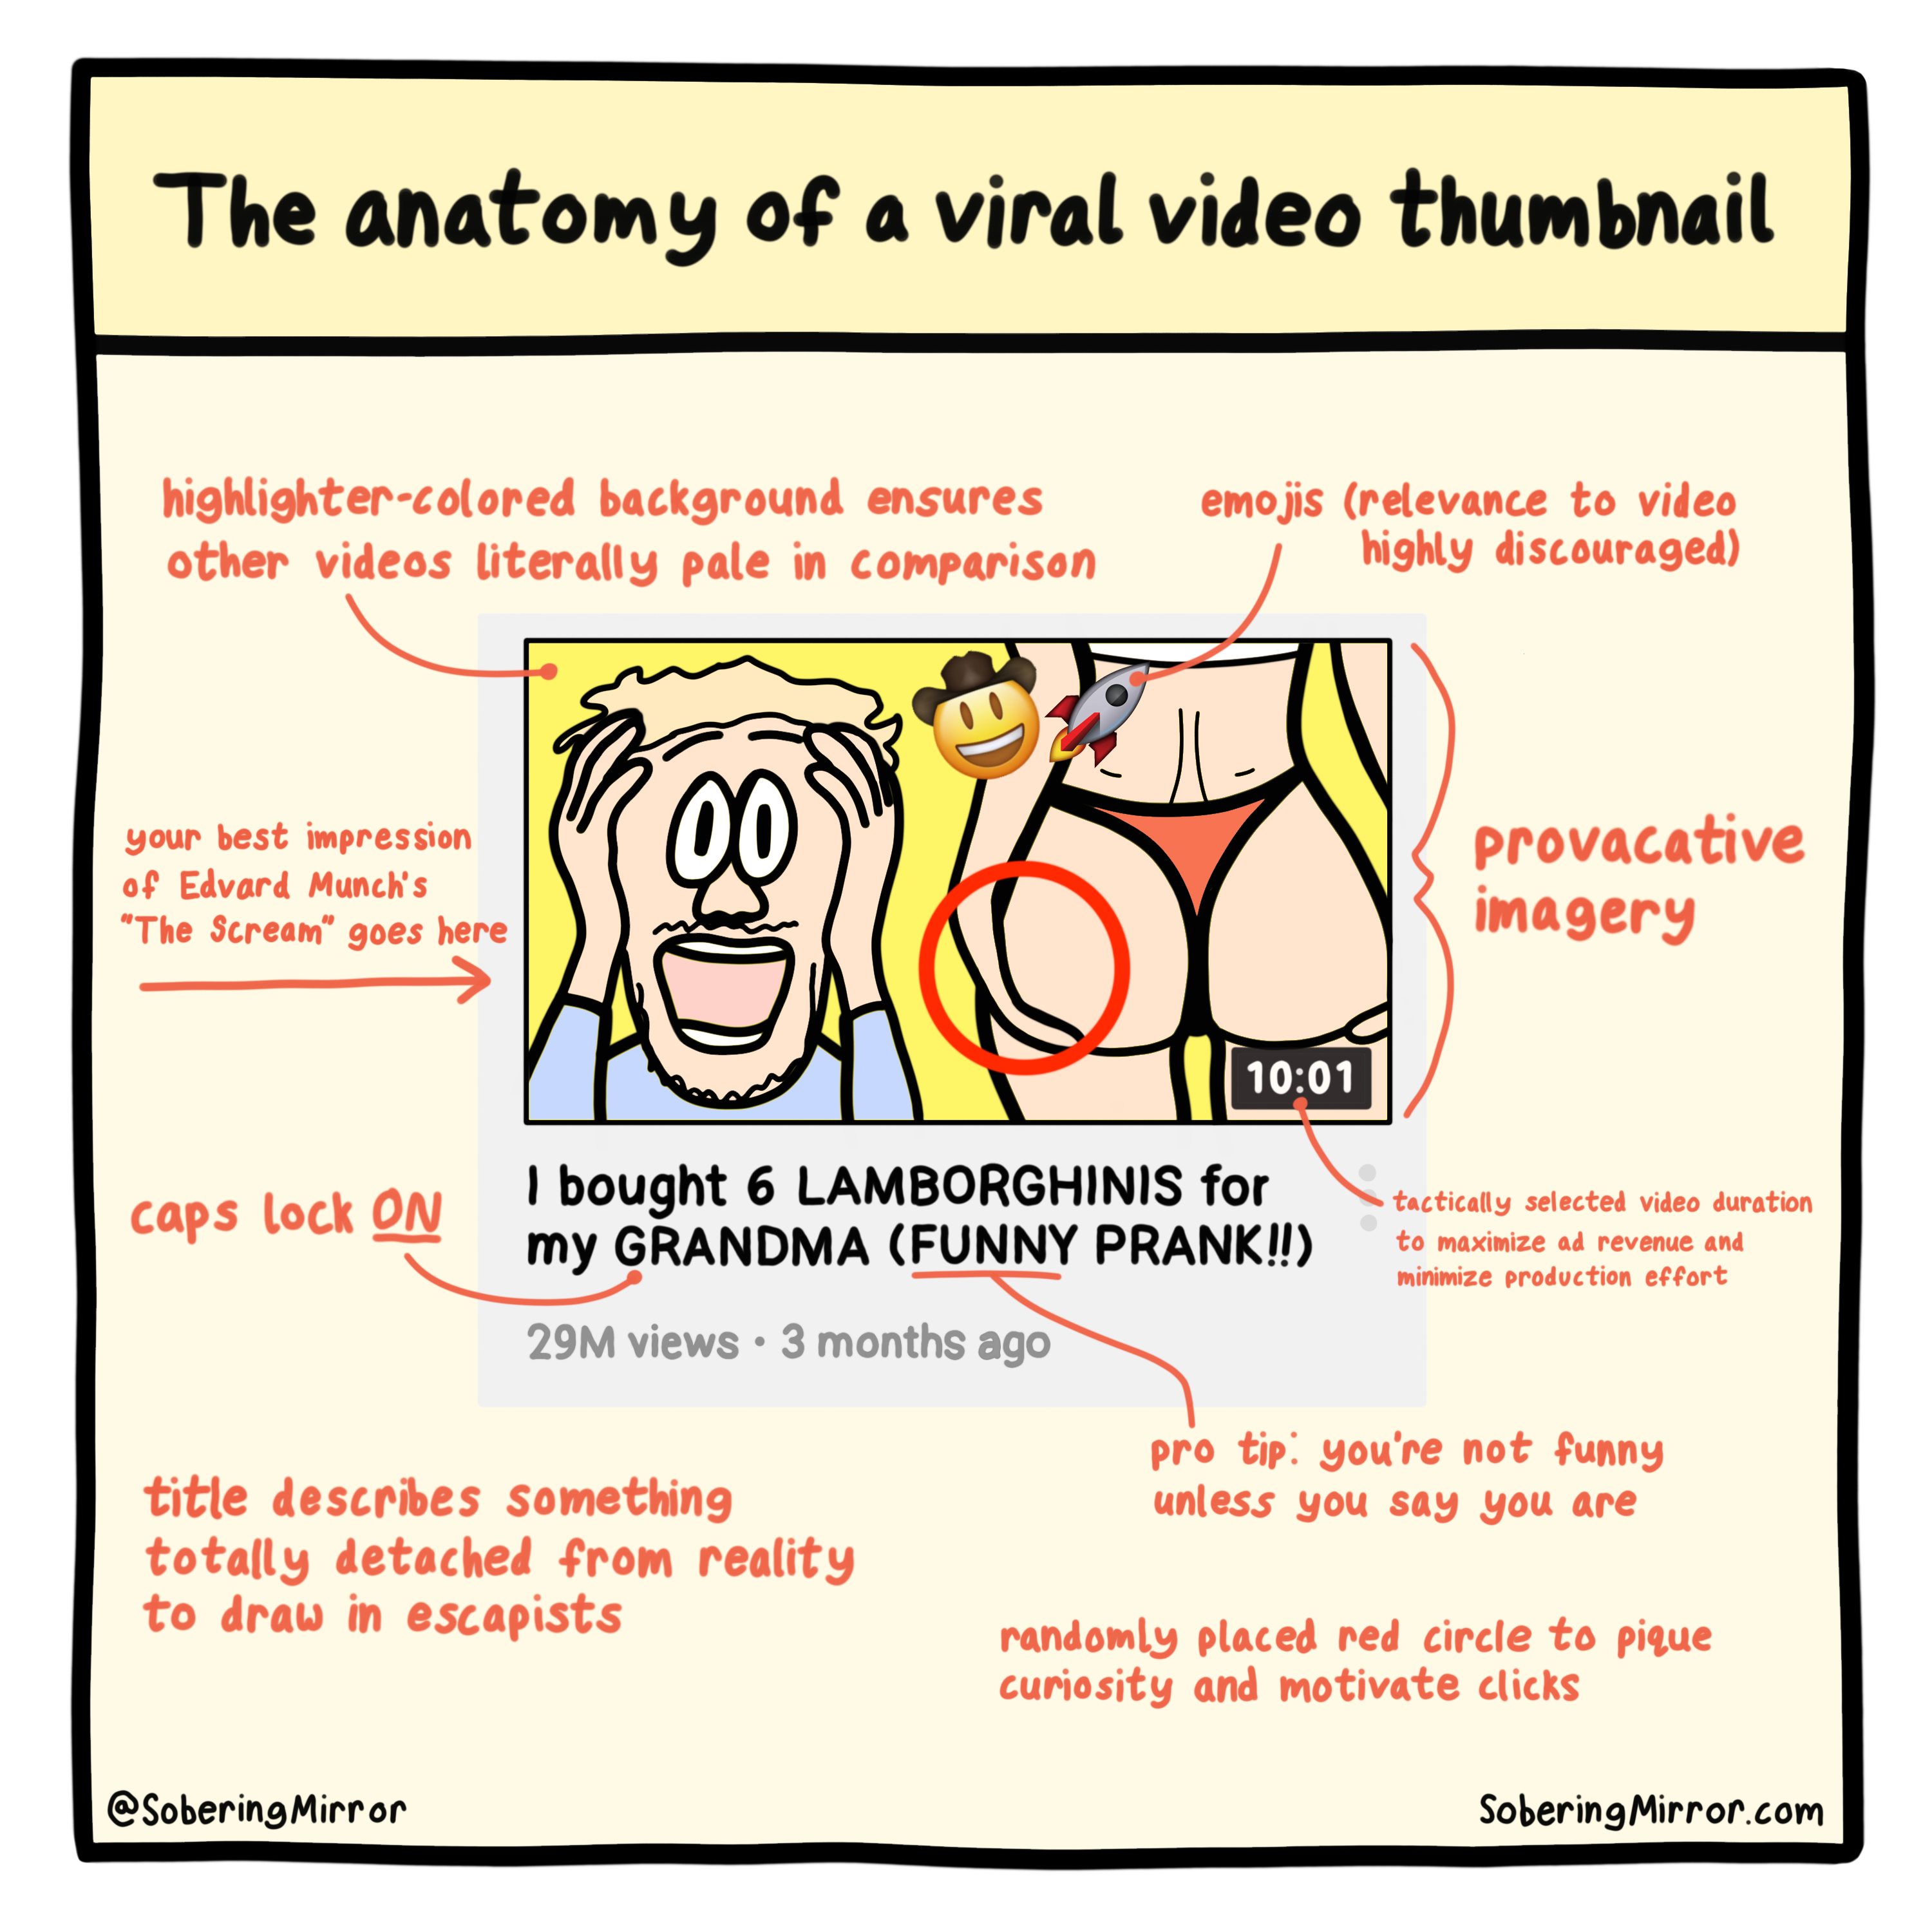 The anatomy of a viral video thumbnail
highlighter-colored background ensures
other videos literally pale in comparison
emojis (relevance to video
highly discouraged)
your best impression
of Edvard Munch's
"The Scream" goes here
provacative
imagery
10:01
I bought 6 LAMBORGHINIS for
my GRANDMA (FUNNY PRANK!!)
29M views • 3 months ago
caps lock ON
tactically selected video duration
to maximize ad revenue and
minimize production effort
pro tip: you're not funny
unless you say you are
title describes something
totally detached from reality
to draw in escapists
randomly placed red circle to pique
curiosity and motivate clicks
@SoberingMirror
SoberingMirror.com